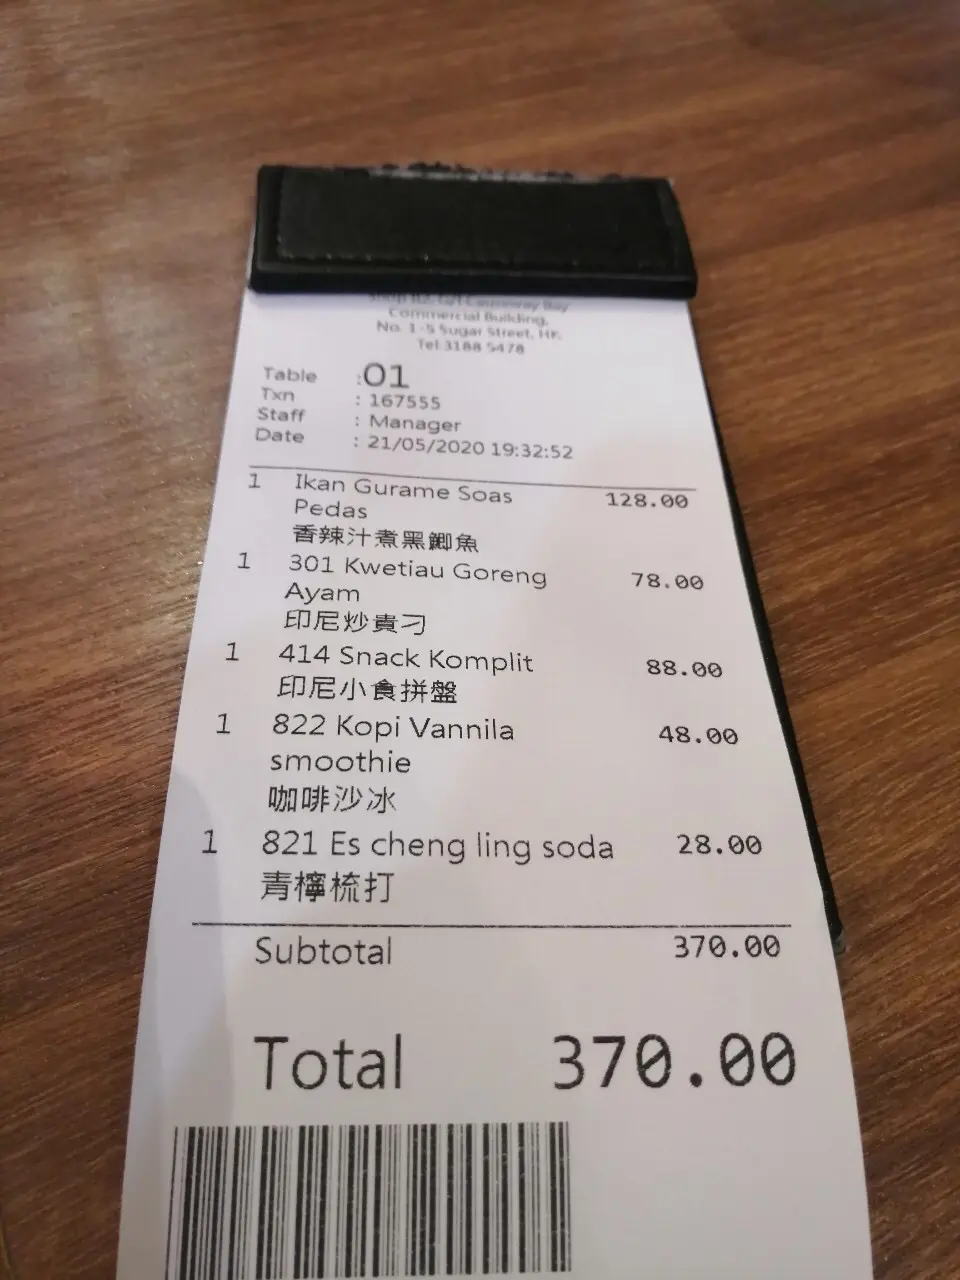 Shop B2, G/F Causeway Bay
Commercial Building,
No. 1-5 Sugar Street, HK.
Tel:3188 5478
Table :01
Txn : 167555
Staff : Manager
Date : 21/05/2020 19:32:52
1 Ikan Gurame Soas 128.00
Pedas
香辣汁煮黑鯽魚
1 301 Kwetiau Goreng 78.00
Ayam
印尼炒貴刁
1 414 Snack Komplit 88.00
印尼小食拼盤
1 822 Kopi Vannila 48.00
smoothie
咖啡沙冰
1 821 Es cheng ling soda 28.00
青檸梳打
Subtotal 370.00
Total 370.00